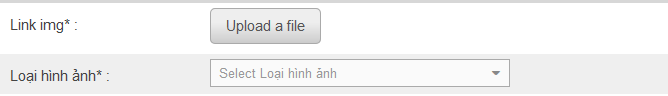 Link img* : Upload a file
Loại hình ảnh* : Select Loại hình ảnh